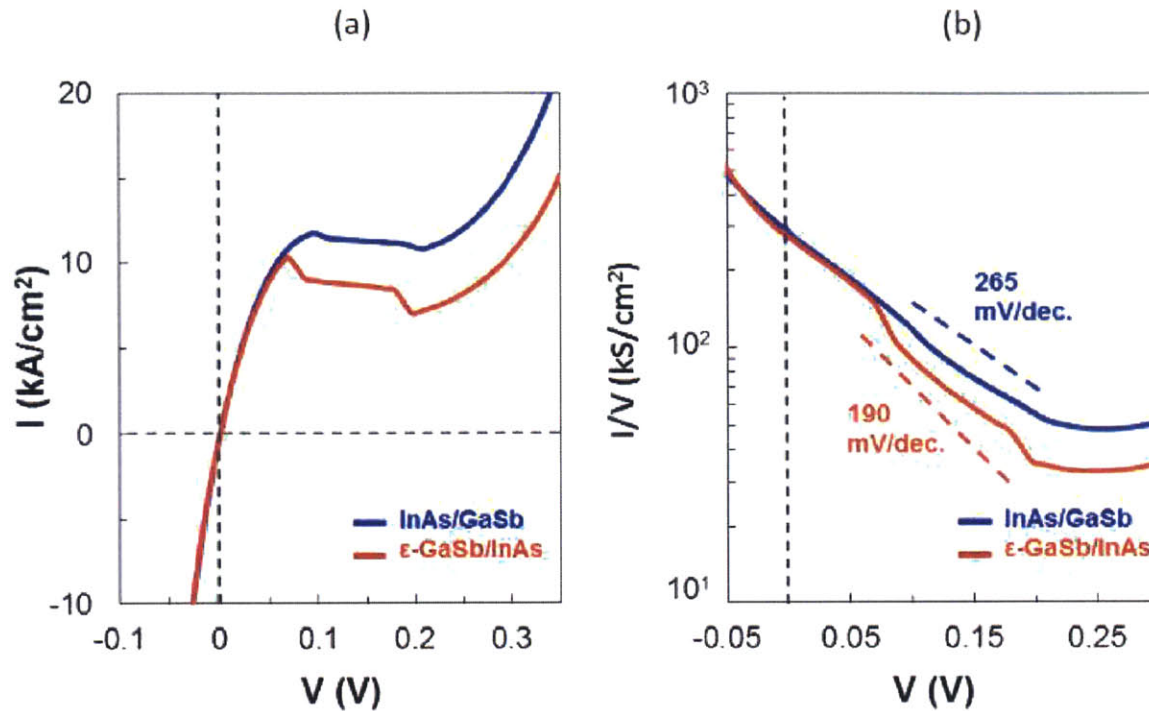 (a)
I (kA/cm²)
20
10
0
-10
-0.1
0
0.1
0.2
0.3
V (V)
InAs/GaSb
ε-GaSb/InAs
(b)
I/V (kS/cm²)
10³
10²
10¹
-0.05
0.05
0.15
0.25
V (V)
265
mV/dec.
190
mV/dec.
InAs/GaSb
ε-GaSb/InAs